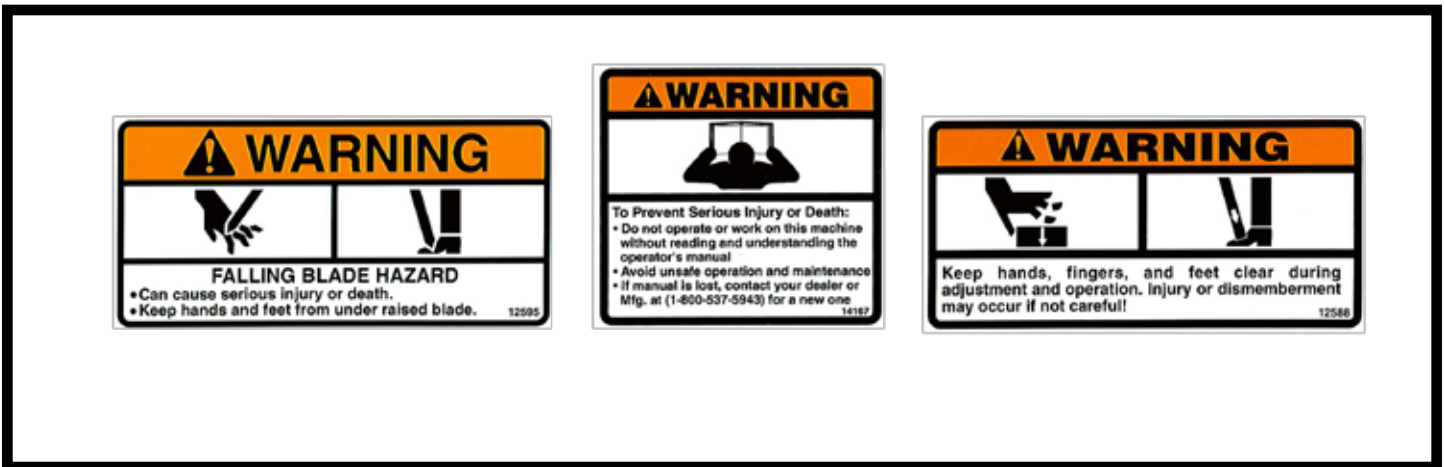 WARNING
FALLING BLADE HAZARD
•Can cause serious injury or death.
•Keep hands and feet from under raised blade.
12595
WARNING
To Prevent Serious Injury or Death:
• Do not operate or work on this machine
without reading and understanding the
operator's manual
• Avoid unsafe operation and maintenance
• If manual is lost, contact your dealer or
Mfg. at (1-800-537-5943) for a new one
14167
WARNING
Keep hands, fingers, and feet clear during
adjustment and operation. Injury or dismemberment
may occur if not careful!
12588